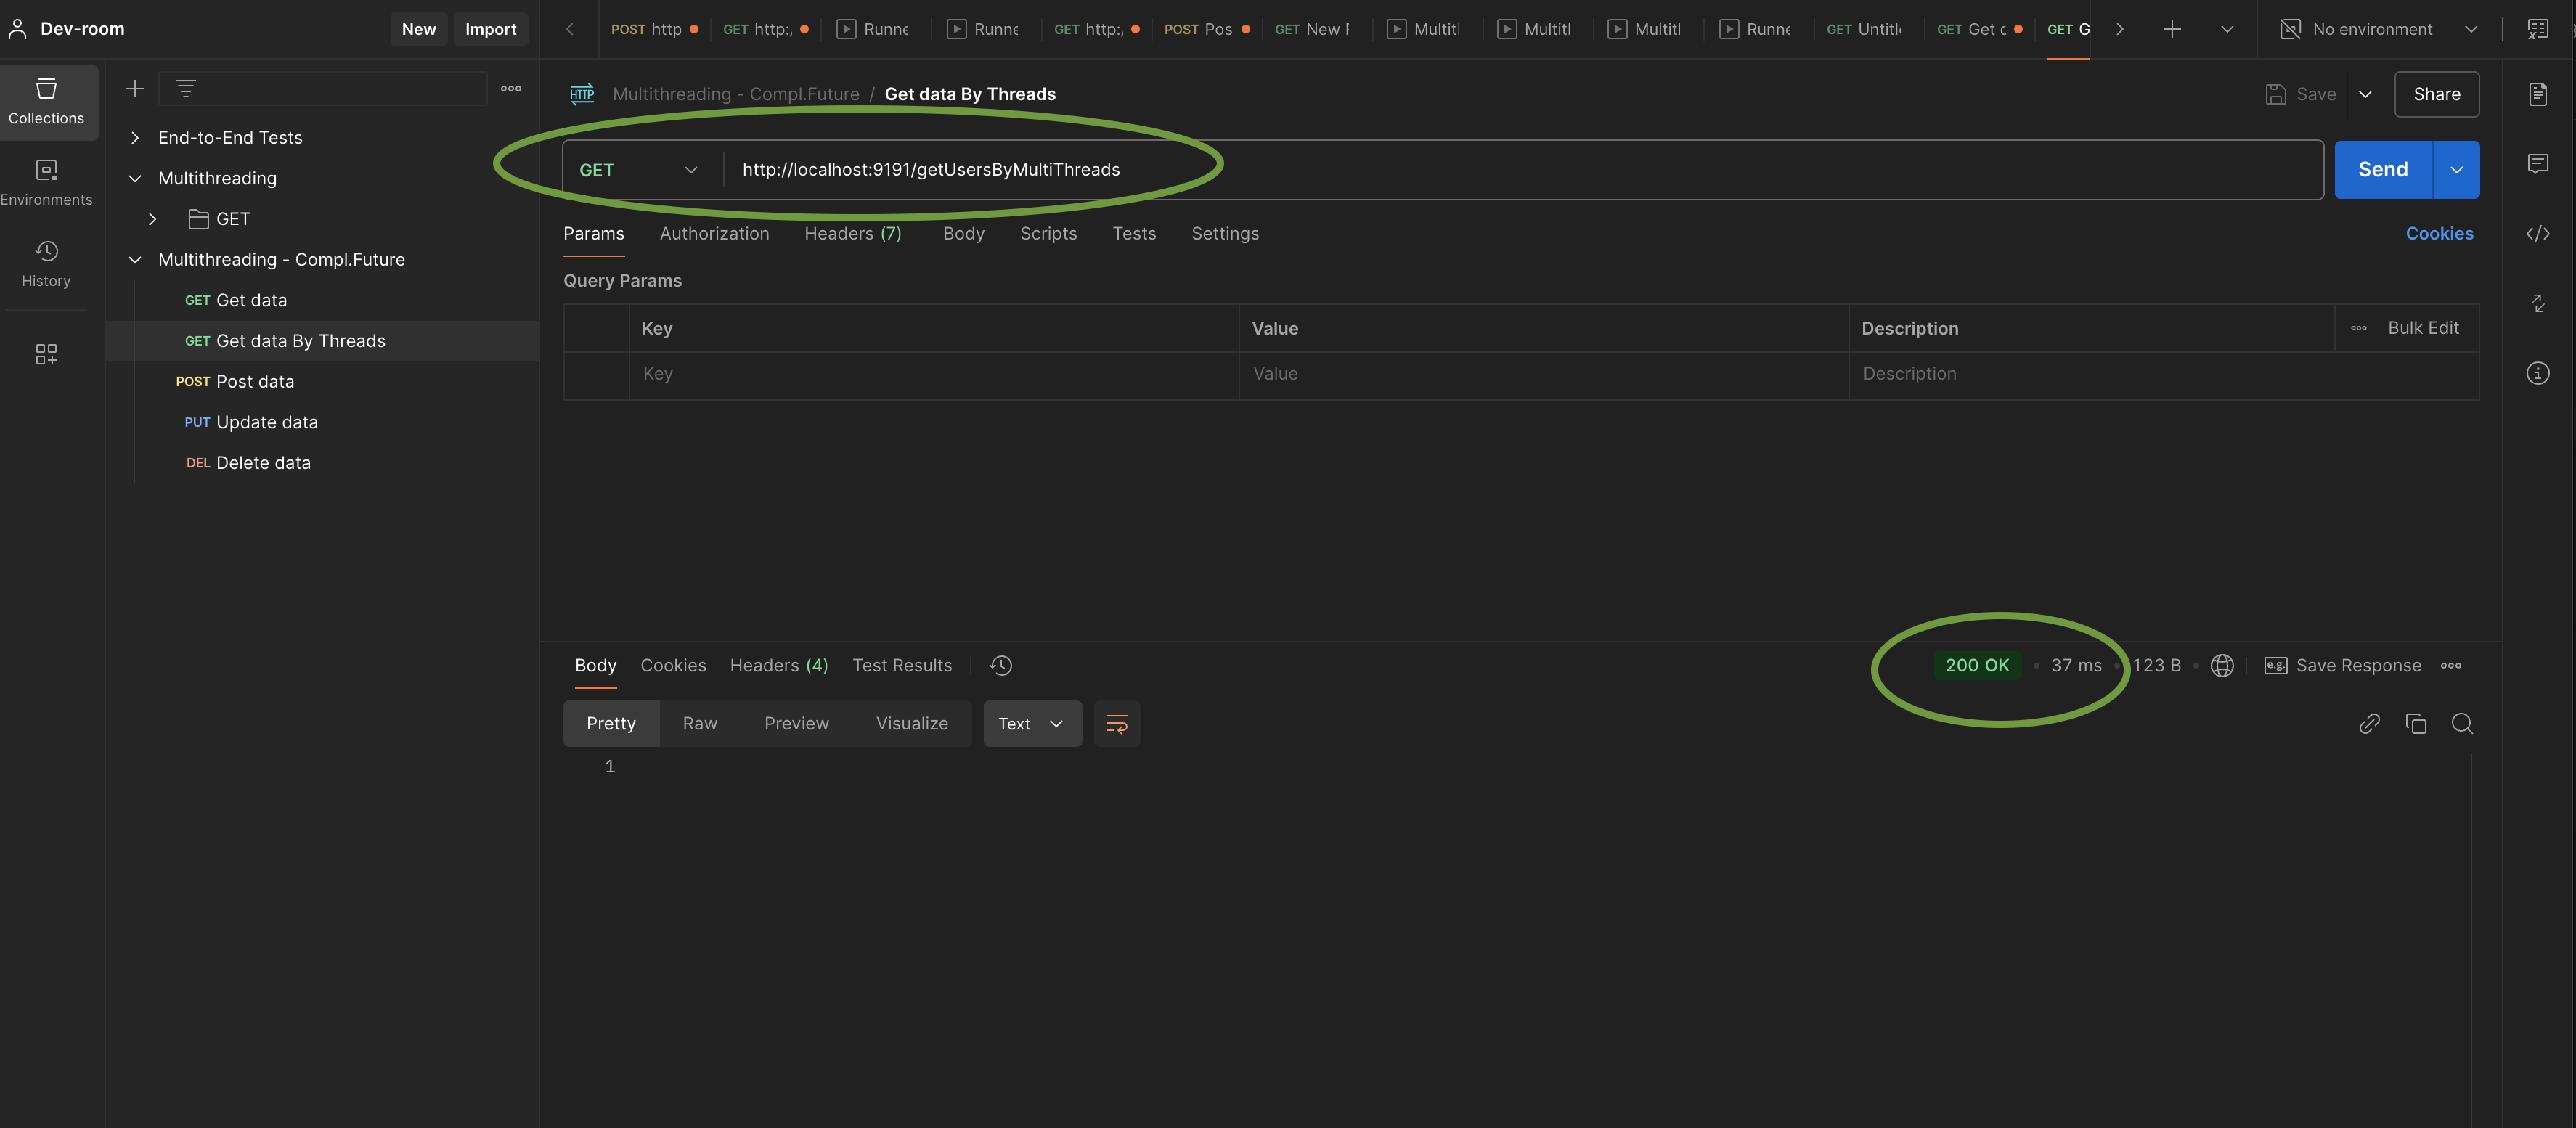 Dev-room
New
Import
POST http
GET http:/
Runne
Runne
GET http:/
POST Pos
GET New
Multitl
Multitl
Multitl
Runne
GET Untitl
GET Get
GET G
No environment
Collections
Environments
History
End-to-End Tests
Multithreading
GET
Multithreading - Compl.Future
GET Get data
GET Get data By Threads
POST Post data
PUT Update data
DEL Delete data
HTTP Multithreading - Compl.Future / Get data By Threads
Save
Share
GET http://localhost:9191/getUsersByMultiThreads
Send
Params Authorization Headers (7) Body Scripts Tests Settings
Cookies
Query Params
Key Value Description Bulk Edit
Key Value Description
Body Cookies Headers (4) Test Results
200 OK • 37 ms • 123 B •
e.g. Save Response
Pretty Raw Preview Visualize Text
1